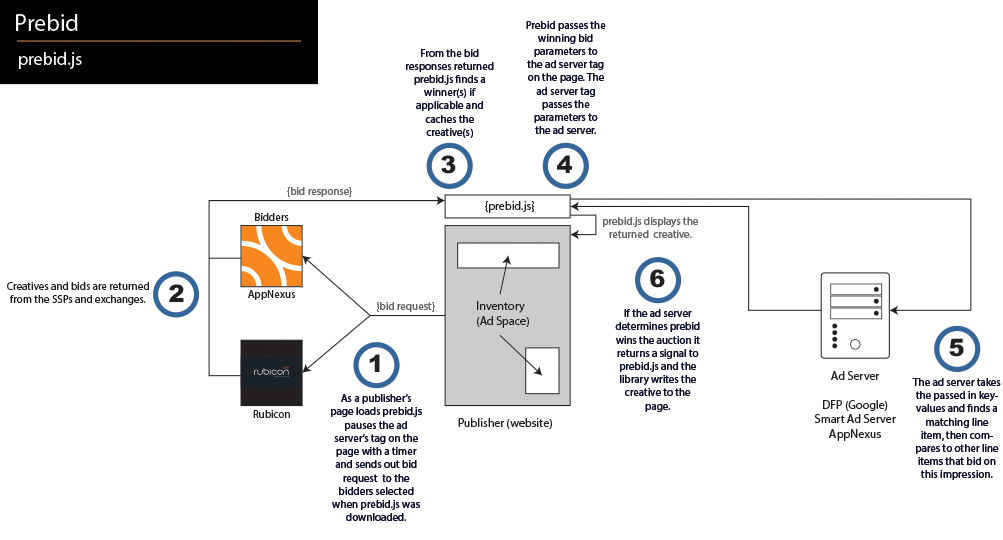 Prebid
prebid.js
From the bid
responses returned
prebid.js finds a
winner(s) if
applicable and
caches the
creative(s)
3
Prebid passes the
winning bid
parameters to
the ad server tag
on the page. The
ad server tag
passes the
parameters to
the ad server.
4
{bid response}
{prebid.js}
prebid.js displays the
returned creative.
Bidders
AppNexus
Creatives and bids are returned
from the SSPs and exchanges.
2
{bid request}
rubicon
Rubicon
1
As a publisher's
page loads prebid.js
pauses the ad
server's tag on the
page with a timer
and sends out bid
request to the
bidders selected
when prebid.js was
downloaded.
Inventory
(Ad Space)
Publisher (website)
6
If the ad server
determines prebid
wins the auction it
returns a signal to
prebid.js and the
library writes the
creative to the
page.
Ad Server
DFP (Google)
Smart Ad Server
AppNexus
5
The ad server takes
the passed in key-
values and finds a
matching line
item, then com-
pares to other line
items that bid on
this impression.